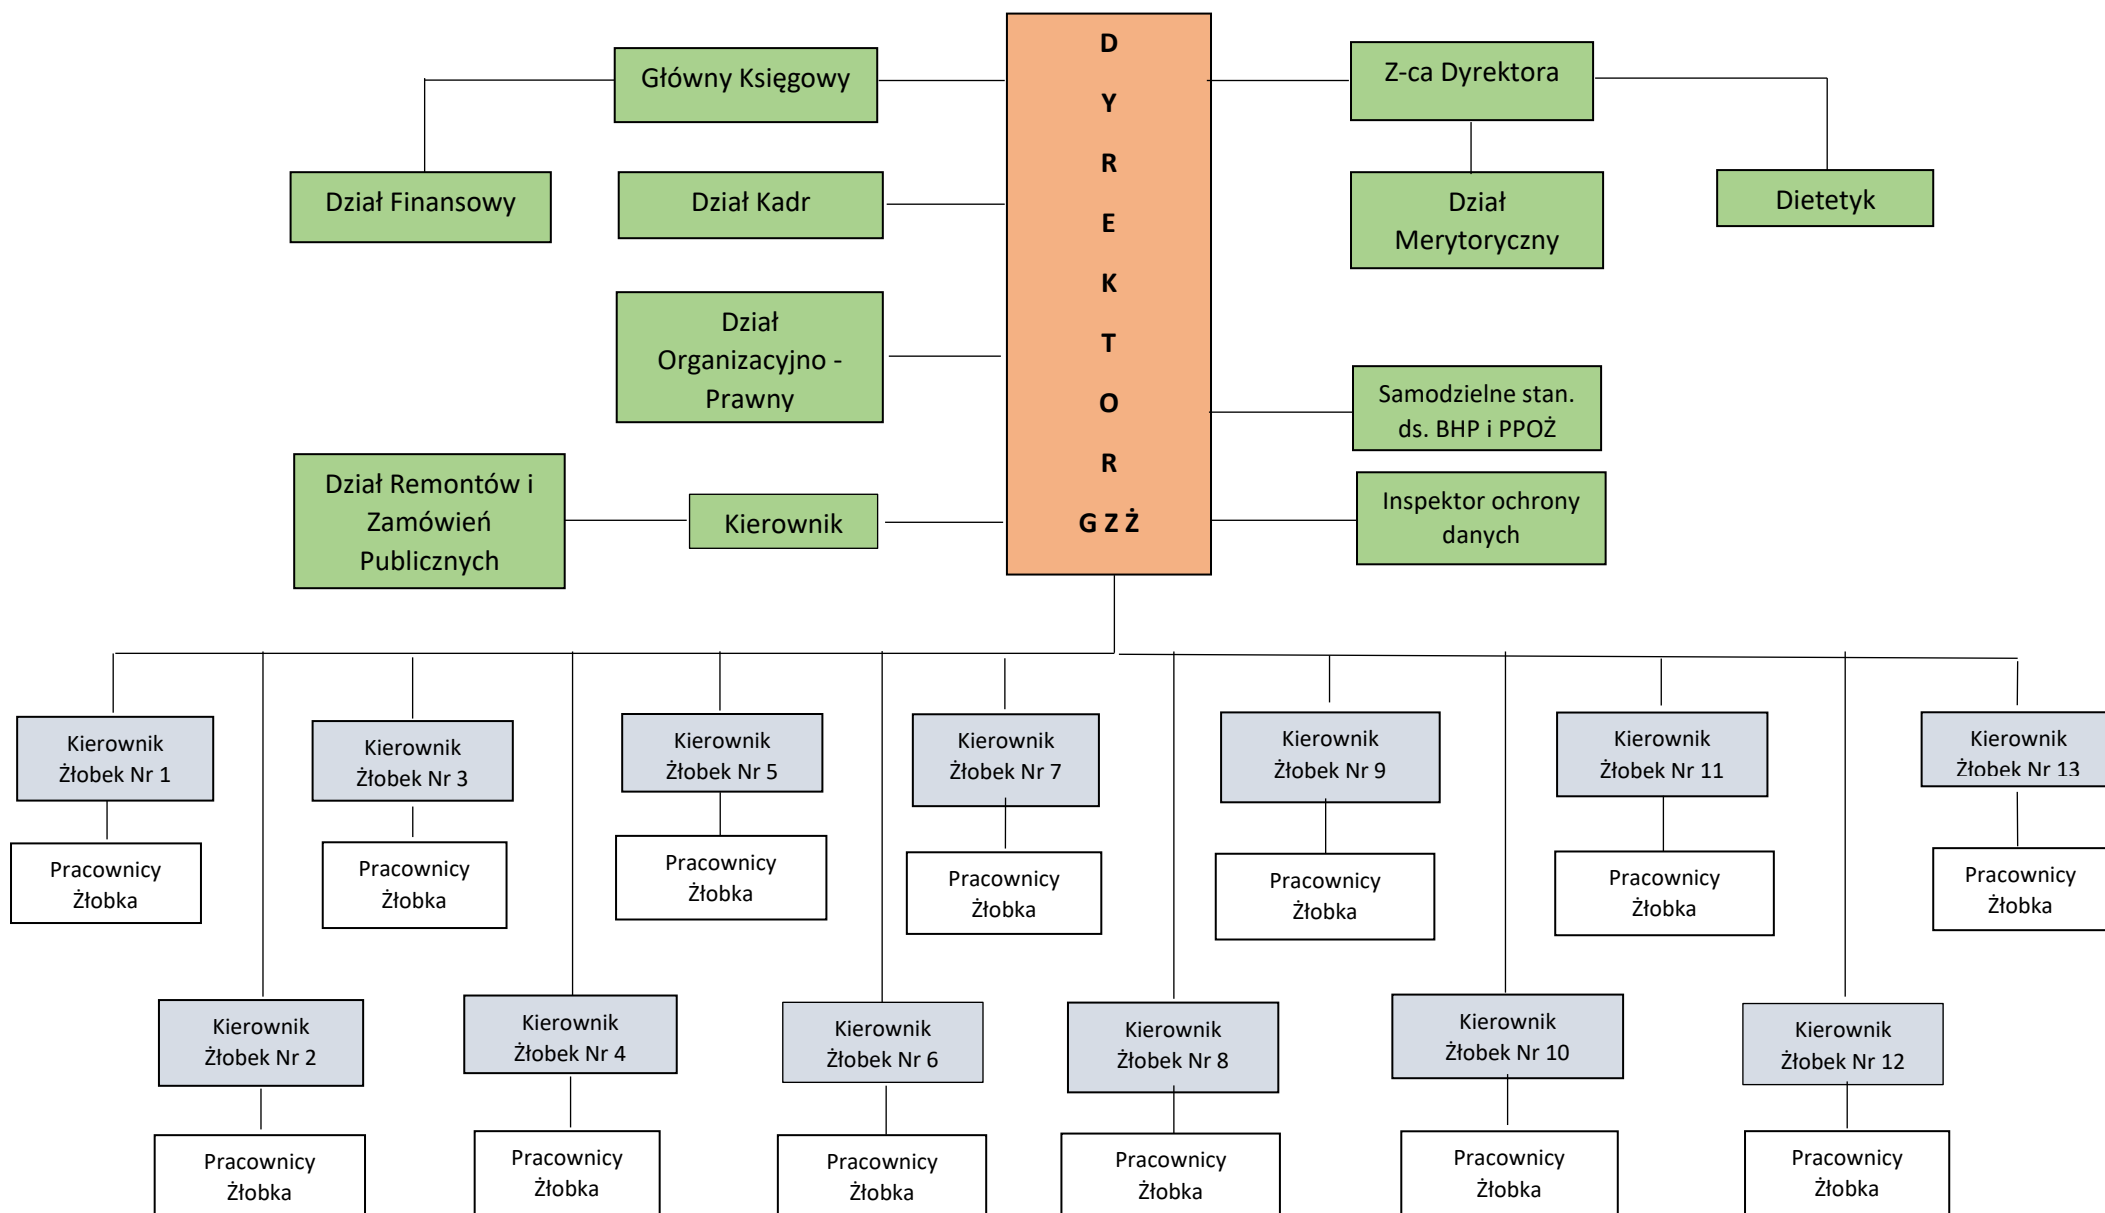 D
Y
R
E
K
T
O
R
G Z Ż
Główny Księgowy
Z-ca Dyrektora
Dział Finansowy
Dział Kadr
Dział
Merytoryczny
Dietetyk
Dział
Organizacyjno -
Prawny
Samodzielne stan.
ds. BHP i PPOŻ
Dział Remontów i
Zamówień
Publicznych
Kierownik
Inspektor ochrony
danych
Kierownik
Żłobek Nr 1
Kierownik
Żłobek Nr 3
Kierownik
Żłobek Nr 5
Kierownik
Żłobek Nr 7
Kierownik
Żłobek Nr 9
Kierownik
Żłobek Nr 11
Kierownik
Żłobek Nr 13
Pracownicy
Żłobka
Pracownicy
Żłobka
Pracownicy
Żłobka
Pracownicy
Żłobka
Pracownicy
Żłobka
Pracownicy
Żłobka
Pracownicy
Żłobka
Kierownik
Żłobek Nr 2
Kierownik
Żłobek Nr 4
Kierownik
Żłobek Nr 6
Kierownik
Żłobek Nr 8
Kierownik
Żłobek Nr 10
Kierownik
Żłobek Nr 12
Pracownicy
Żłobka
Pracownicy
Żłobka
Pracownicy
Żłobka
Pracownicy
Żłobka
Pracownicy
Żłobka
Pracownicy
Żłobka